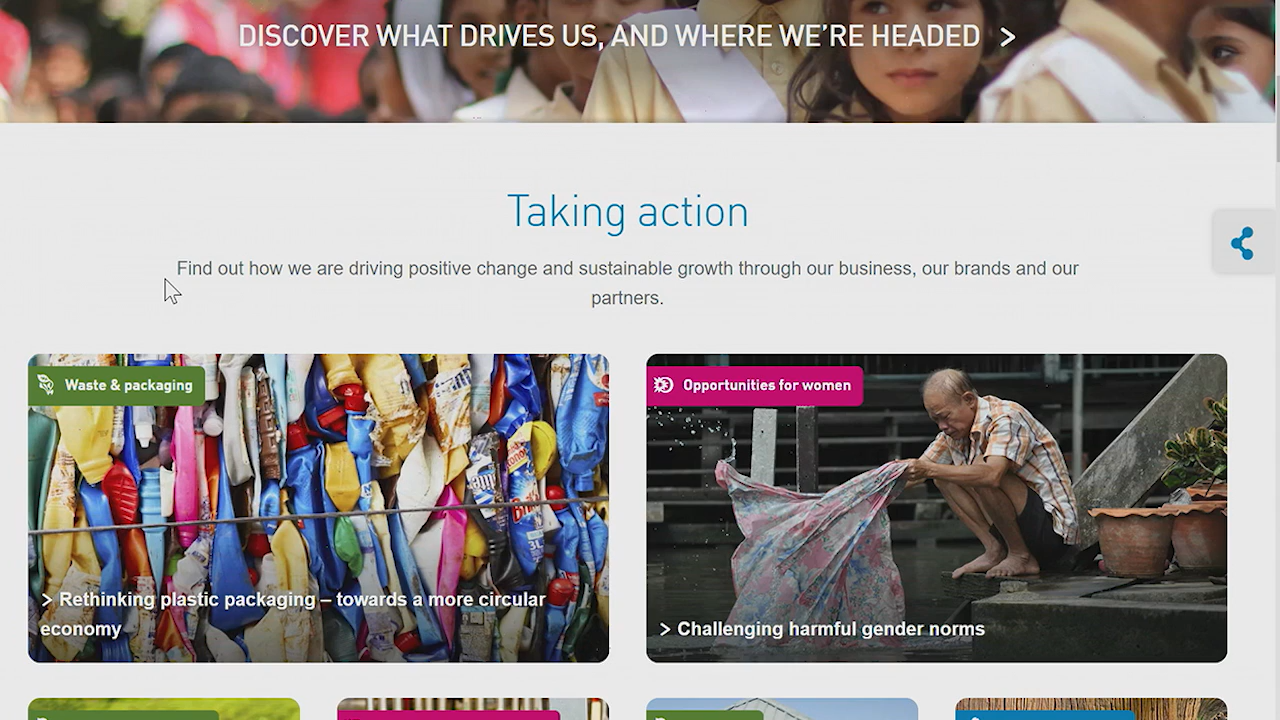 DISCOVER WHAT DRIVES US, AND WHERE WE'RE HEADED >
Taking action
Find out how we are driving positive change and sustainable growth through our business, our brands and our
partners.
Waste & packaging
> Rethinking plastic packaging – towards a more circular
economy
Opportunities for women
> Challenging harmful gender norms